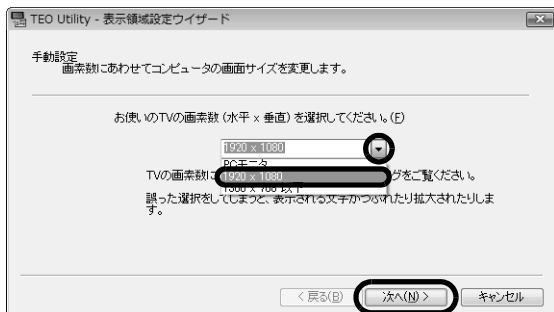 TEO Utility - 表示領域設定ウィザード
手動設定
画素数にあわせてコンピュータの画面サイズを変更します。
お使いのTVの画素数 (水平 x 垂直) を選択してください。(F)
1920 x 1080
PCモニタ
TVの画素数に
1920 x 1080
グをご覧ください。
1366 x 768 以下
誤った選択をしてしまうと、表示される文字がつぶれたり拡大されたりしま
す。
< 戻る(B)
次へ(N) >
キャンセル